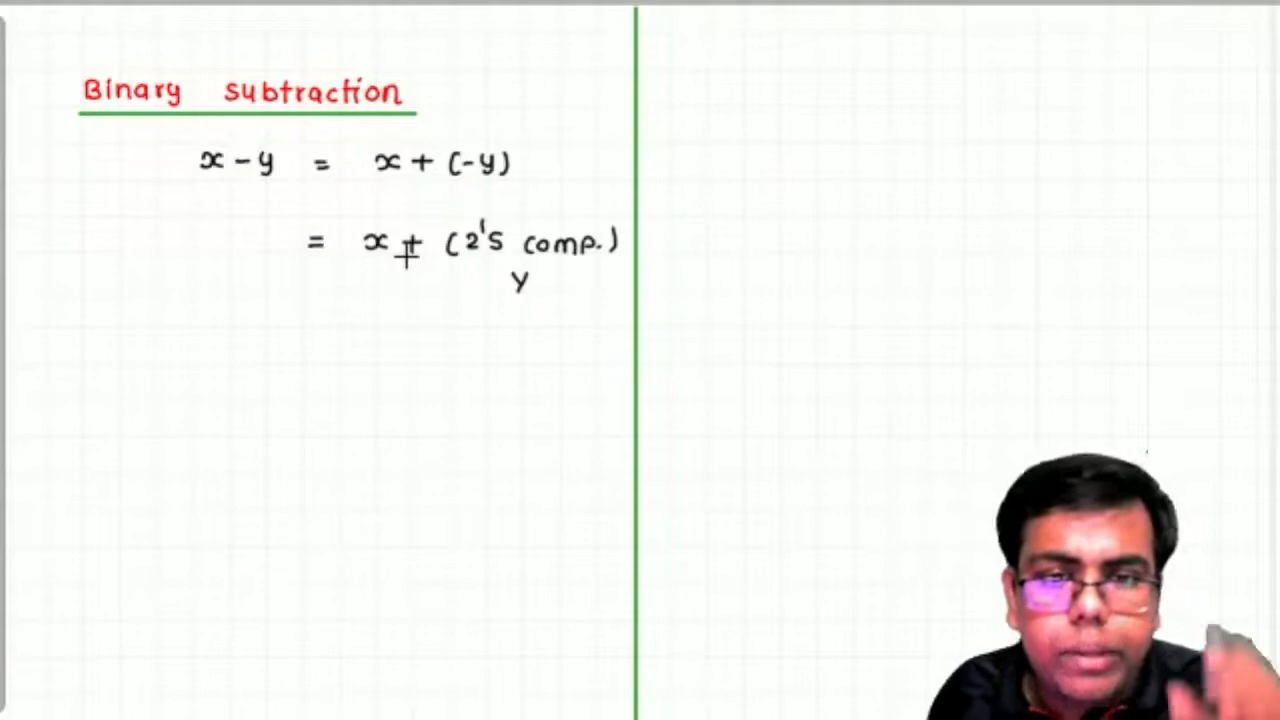 Binary subtraction
x - y = x + (-y)
= x + (2's comp.)
y